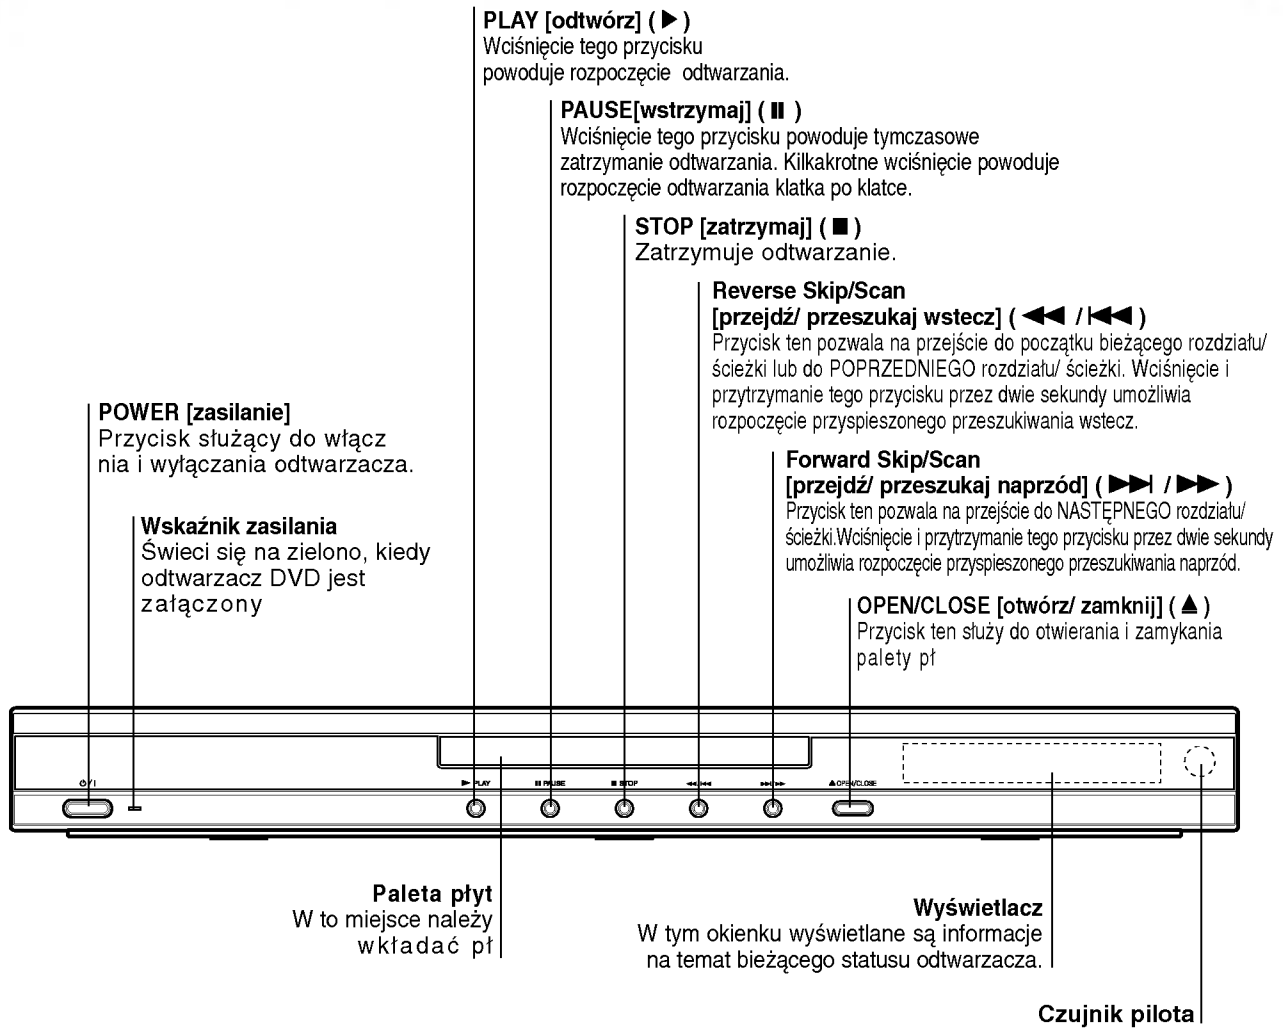 PLAY [odtwórz] ( ▶ )
Wciśnięcie tego przycisku
powoduje rozpoczęcie odtwarzania.
PAUSE[wstrzymaj] ( II )
Wciśnięcie tego przycisku powoduje tymczasowe
zatrzymanie odtwarzania. Kilkakrotne wciśnięcie powoduje
rozpoczęcie odtwarzania klatka po klatce.
STOP [zatrzymaj] ( ■ )
Zatrzymuje odtwarzanie.
Reverse Skip/Scan
[przejdź/ przeszukaj wstecz] ( ◀◀ / |◀◀ )
Przycisk ten pozwala na przejście do początku bieżącego rozdziału/
ścieżki lub do POPRZEDNIEGO rozdziału/ ścieżki. Wciśnięcie i
przytrzymanie tego przycisku przez dwie sekundy umożliwia
rozpoczęcie przyspieszonego przeszukiwania wstecz.
POWER [zasilanie]
Przycisk służący do włącz
nia i wyłączania odtwarzacza.
Forward Skip/Scan
[przejdź/ przeszukaj naprzód] ( ▶▶| / ▶▶ )
Przycisk ten pozwala na przejście do NASTĘPNEGO rozdziału/
ścieżki.Wciśnięcie i przytrzymanie tego przycisku przez dwie sekundy
umożliwia rozpoczęcie przyspieszonego przeszukiwania naprzód.
Wskaźnik zasilania
Świeci się na zielono, kiedy
odtwarzacz DVD jest
załączony
OPEN/CLOSE [otwórz/ zamknij] ( ▲ )
Przycisk ten służy do otwierania i zamykania
palety pł
⏻ / I
▶ PLAY
II PAUSE
■ STOP
◀◀/|◀◀
▶▶|/▶▶
▲ OPEN/CLOSE
Paleta płyt
W to miejsce należy
wkładać pł
Wyświetlacz
W tym okienku wyświetlane są informacje
na temat bieżącego statusu odtwarzacza.
Czujnik pilota